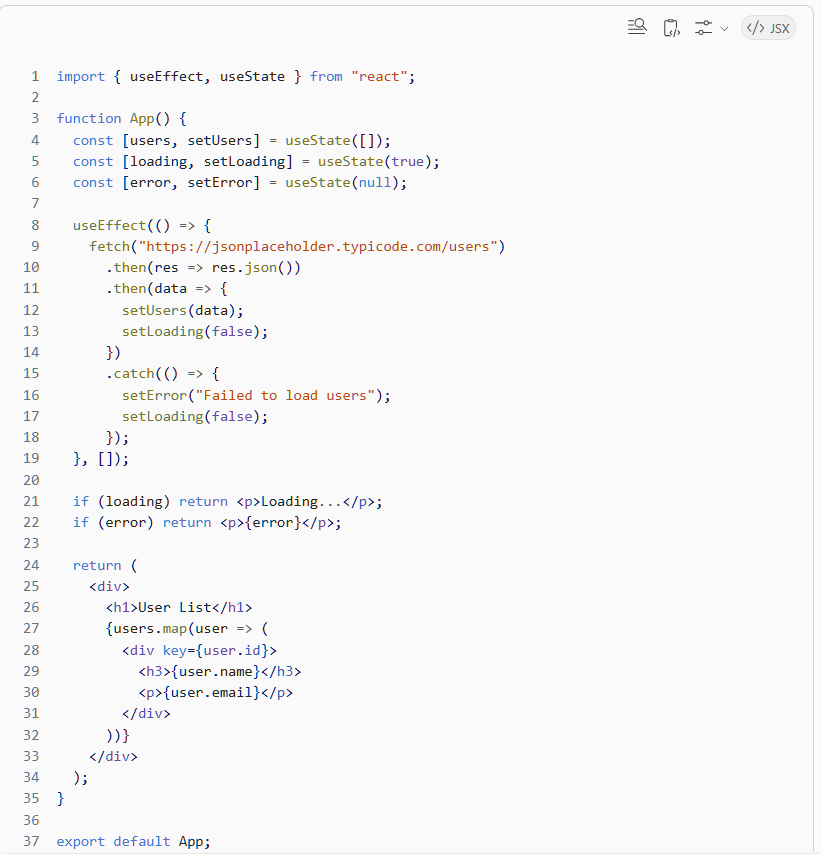 </> JSX
1 import { useEffect, useState } from "react";
2
3 function App() {
4   const [users, setUsers] = useState([]);
5   const [loading, setLoading] = useState(true);
6   const [error, setError] = useState(null);
7
8   useEffect(() => {
9     fetch("https://jsonplaceholder.typicode.com/users")
10       .then(res => res.json())
11       .then(data => {
12         setUsers(data);
13         setLoading(false);
14       })
15       .catch(() => {
16         setError("Failed to load users");
17         setLoading(false);
18       });
19   }, []);
20
21   if (loading) return <p>Loading...</p>;
22   if (error) return <p>{error}</p>;
23
24   return (
25     <div>
26       <h1>User List</h1>
27       {users.map(user => (
28         <div key={user.id}>
29           <h3>{user.name}</h3>
30           <p>{user.email}</p>
31         </div>
32       ))}
33     </div>
34   );
35 }
36
37 export default App;